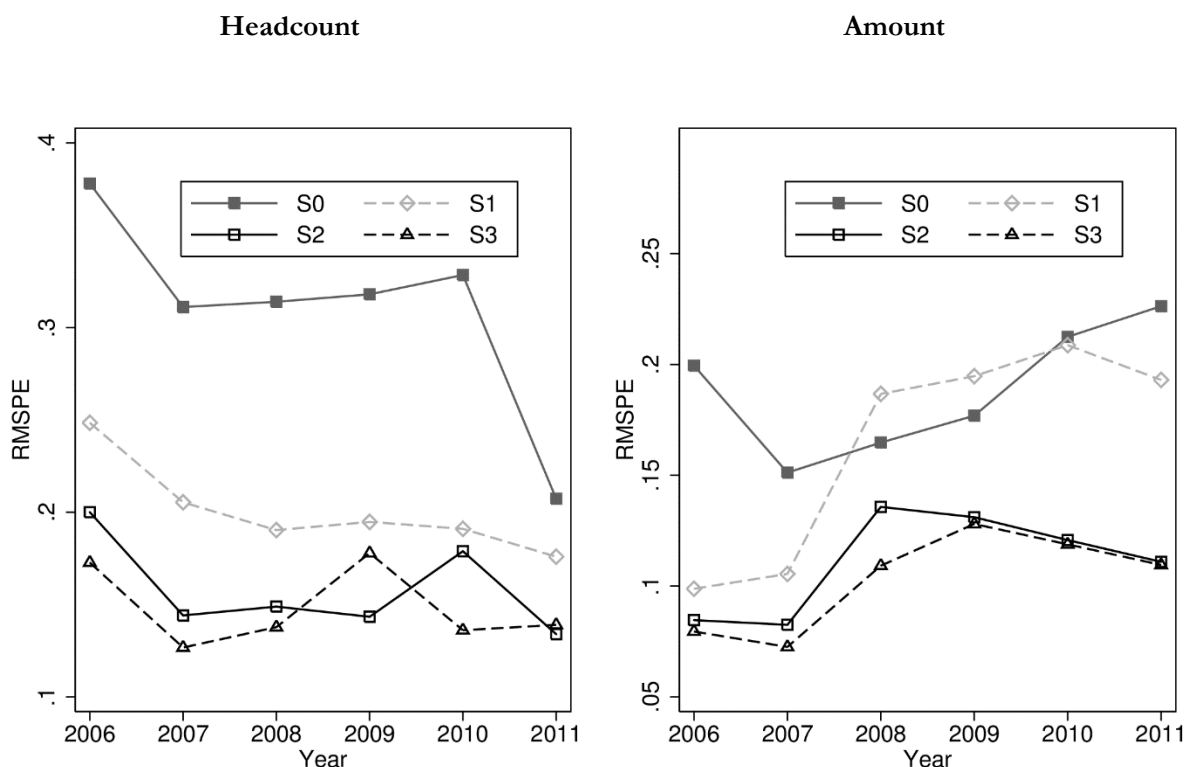 Headcount
Amount
RMSPE
.4
.3
.2
.1
S0 S1
S2 S3
2006 2007 2008 2009 2010 2011
Year
RMSPE
.25
.22
.15
.1
.05
S0 S1
S2 S3
2006 2007 2008 2009 2010 2011
Year